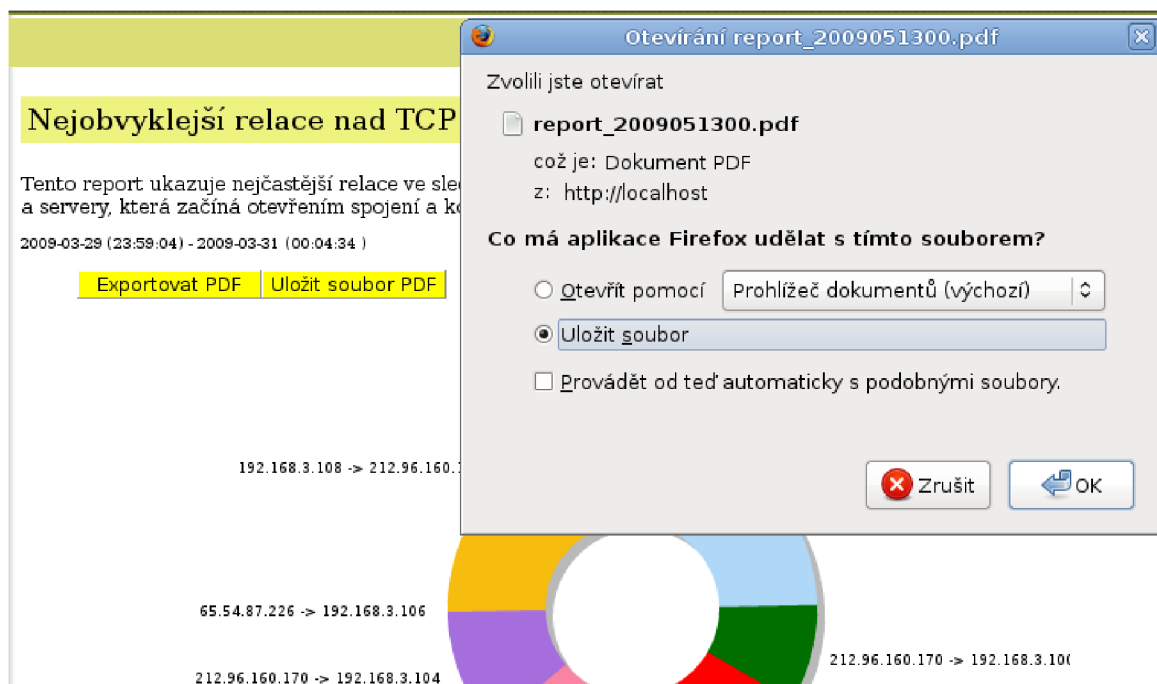 Otevírání report_2009051300.pdf
Zvolili jste otevírat
report_2009051300.pdf
což je: Dokument PDF
z: http://localhost
Co má aplikace Firefox udělat s tímto souborem?
Otevřít pomocí Prohlížeč dokumentů (výchozí)
Uložit soubor
Provádět od teď automaticky s podobnými soubory.
Zrušit OK
Nejobvyklejší relace nad TCP
Tento report ukazuje nejčastější relace ve
a servery, která začíná otevřením spojení a
2009-03-29 (23:59:04) - 2009-03-31 (00:04:34 )
Exportovat PDF Uložit soubor PDF
192.168.3.108 -> 212.96.160.
65.54.87.226 -> 192.168.3.106
212.96.160.170 -> 192.168.3.100
212.96.160.170 -> 192.168.3.104